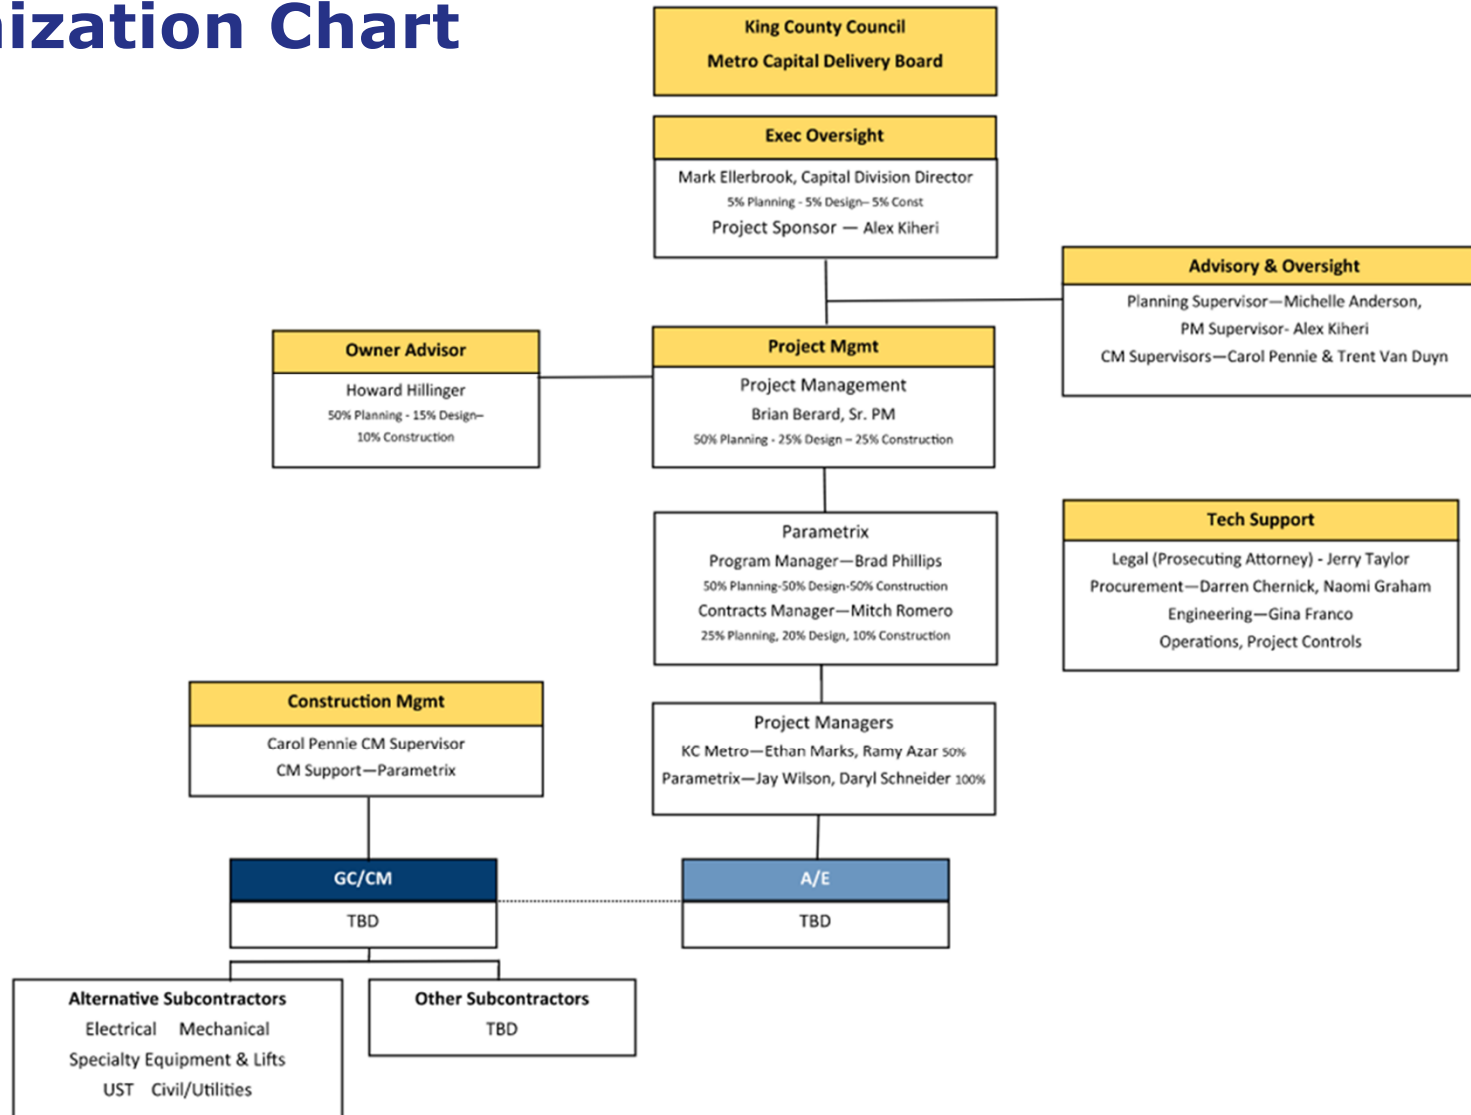 nization Chart
King County Council
Metro Capital Delivery Board
Exec Oversight
Mark Ellerbrook, Capital Division Director
5% Planning - 5% Design– 5% Const
Project Sponsor — Alex Kiheri
Advisory & Oversight
Planning Supervisor—Michelle Anderson,
PM Supervisor- Alex Kiheri
CM Supervisors—Carol Pennie & Trent Van Duyn
Owner Advisor
Howard Hillinger
50% Planning - 15% Design–
10% Construction
Project Mgmt
Project Management
Brian Berard, Sr. PM
50% Planning - 25% Design – 25% Construction
Parametrix
Program Manager—Brad Phillips
50% Planning-50% Design-50% Construction
Contracts Manager—Mitch Romero
25% Planning, 20% Design, 10% Construction
Tech Support
Legal (Prosecuting Attorney) - Jerry Taylor
Procurement—Darren Chernick, Naomi Graham
Engineering—Gina Franco
Operations, Project Controls
Construction Mgmt
Carol Pennie CM Supervisor
CM Support—Parametrix
Project Managers
KC Metro—Ethan Marks, Ramy Azar 50%
Parametrix—Jay Wilson, Daryl Schneider 100%
GC/CM
TBD
A/E
TBD
Alternative Subcontractors
Electrical Mechanical
Specialty Equipment & Lifts
UST Civil/Utilities
Other Subcontractors
TBD